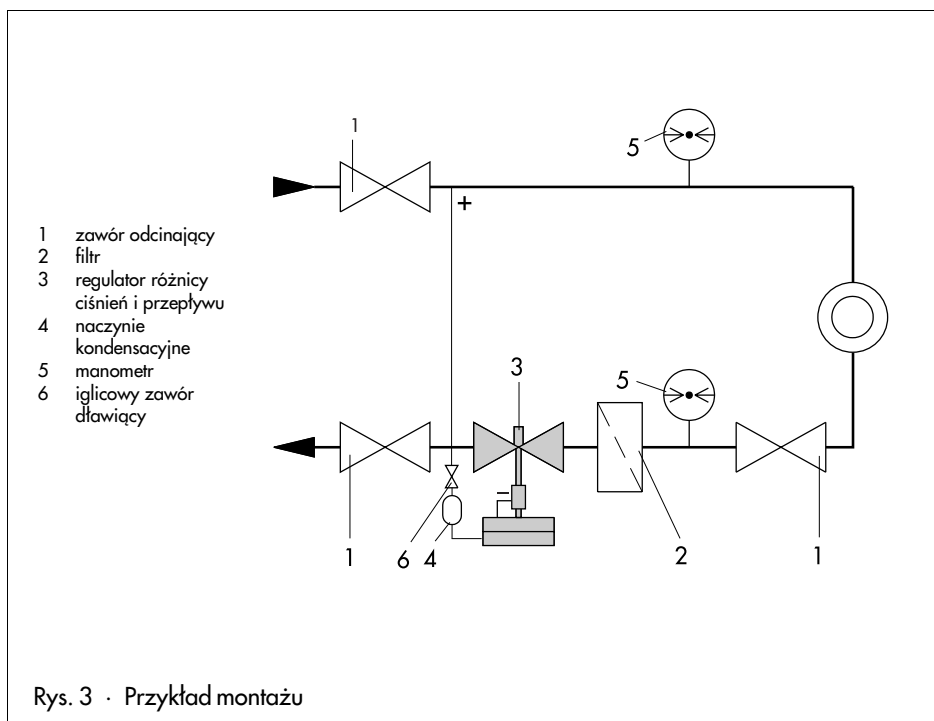 1
5
+
1 zawór odcinający
2 filtr
3 regulator różnicy
ciśnień i przepływu
4 naczynie
kondensacyjne
5 manometr
6 iglicowy zawór
dławiący
3
5
–
1
6
4
2
1
Rys. 3 · Przykład montażu